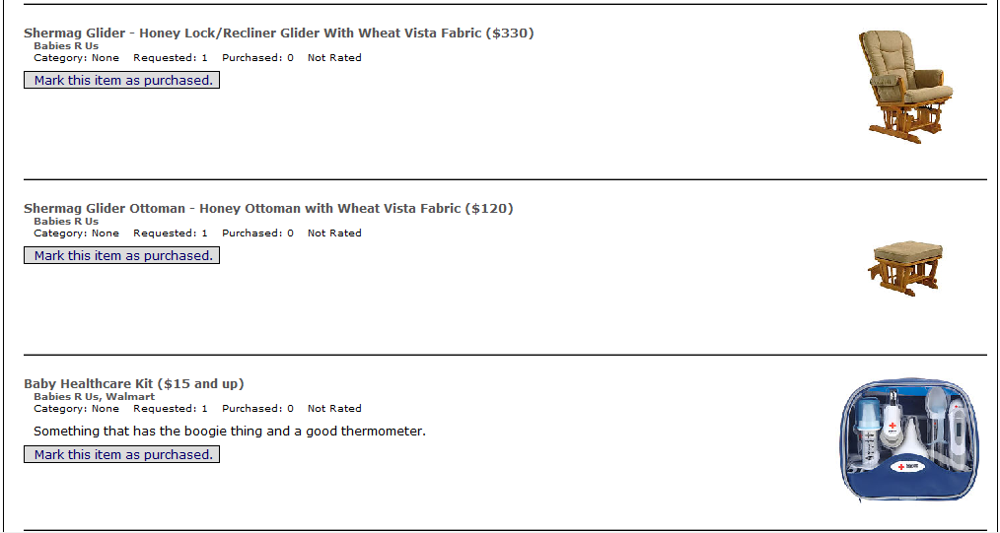 Shermag Glider - Honey Lock/Recliner Glider With Wheat Vista Fabric ($330)
Babies R Us
Category: None Requested: 1 Purchased: 0 Not Rated
Mark this item as purchased.
Shermag Glider Ottoman - Honey Ottoman with Wheat Vista Fabric ($120)
Babies R Us
Category: None Requested: 1 Purchased: 0 Not Rated
Mark this item as purchased.
Baby Healthcare Kit ($15 and up)
Babies R Us, Walmart
Category: None Requested: 1 Purchased: 0 Not Rated
Something that has the boogie thing and a good thermometer.
Mark this item as purchased.